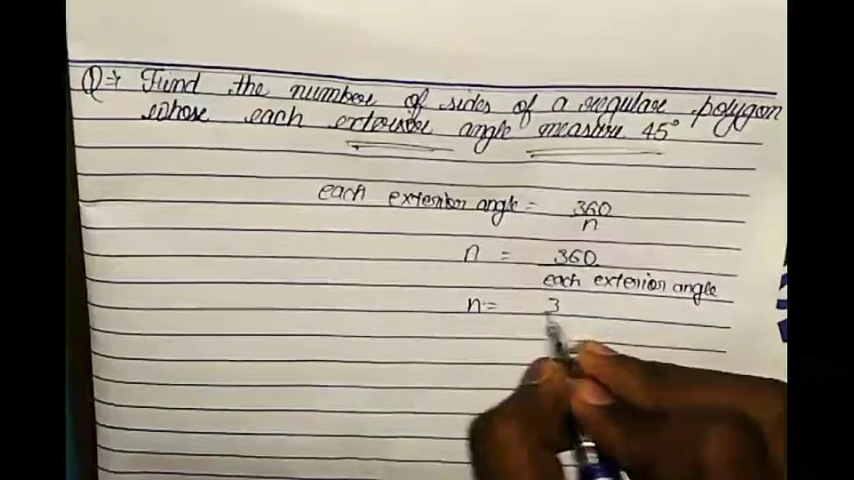 Q→ Find the number of sides of a regular polygon
whose each exterior angle measure 45°
each exterior angle = 360
n
n = 360
each exterior angle
n = 3